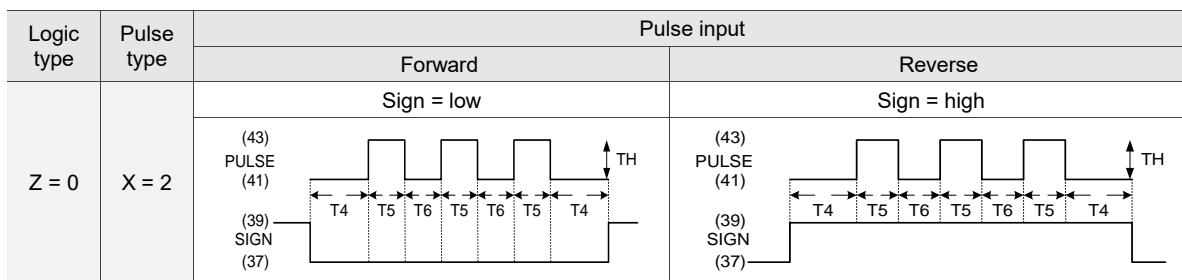 Logic type
Pulse type
Pulse input
Forward
Reverse
Z = 0
X = 2
Sign = low
Sign = high
(43)
PULSE
(41)
TH
T4 T5 T6 T5 T6 T5 T4
(39)
SIGN
(37)
(43)
PULSE
(41)
TH
T4 T5 T6 T5 T6 T5 T4
(39)
SIGN
(37)